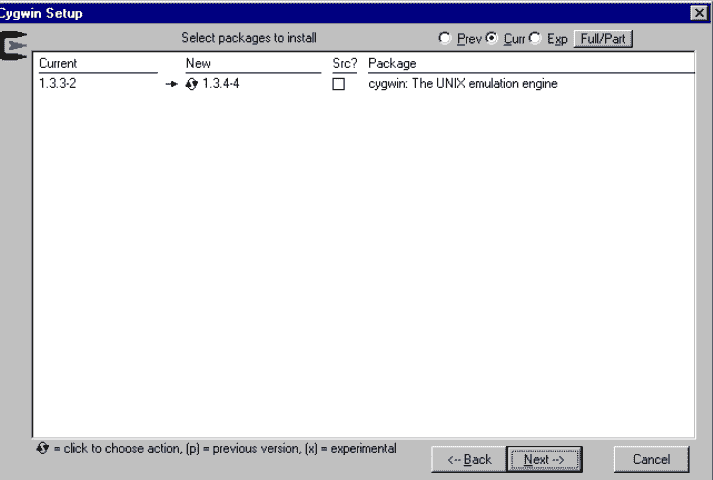 Cygwin Setup
Select packages to install Prev Curr Exp Full/Part
Current New Src? Package
1.3.3-2 1.3.4-4 cygwin: The UNIX emulation engine
= click to choose action, (p) = previous version, (x) = experimental
<-- Back Next --> Cancel